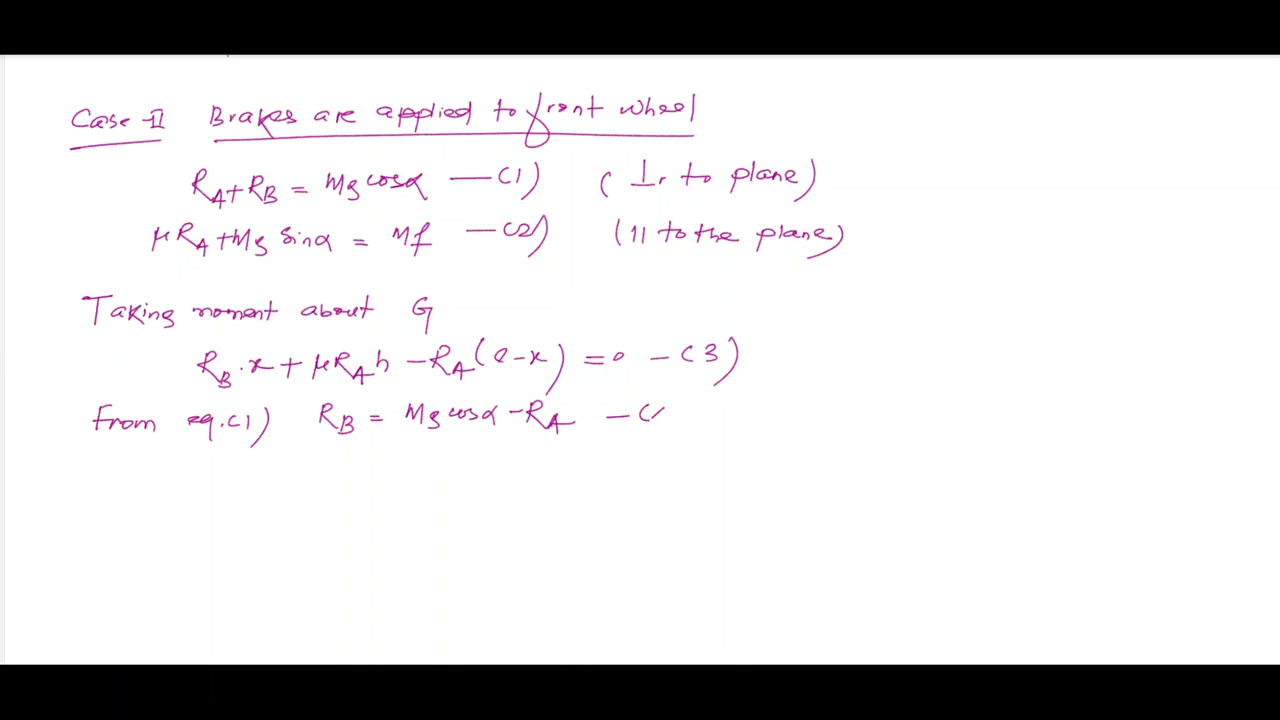 Case-II Brakes are applied to front wheel
R_A + R_B = Mg cosα —(1) (⊥r to plane)
μR_A + Mg sinα = Mf —(2) (|| to the plane)
Taking moment about G
R_B.x + μR_A h - R_A(a-x) = 0 -(3)
From eq.(1) R_B = Mg cosα - R_A -(